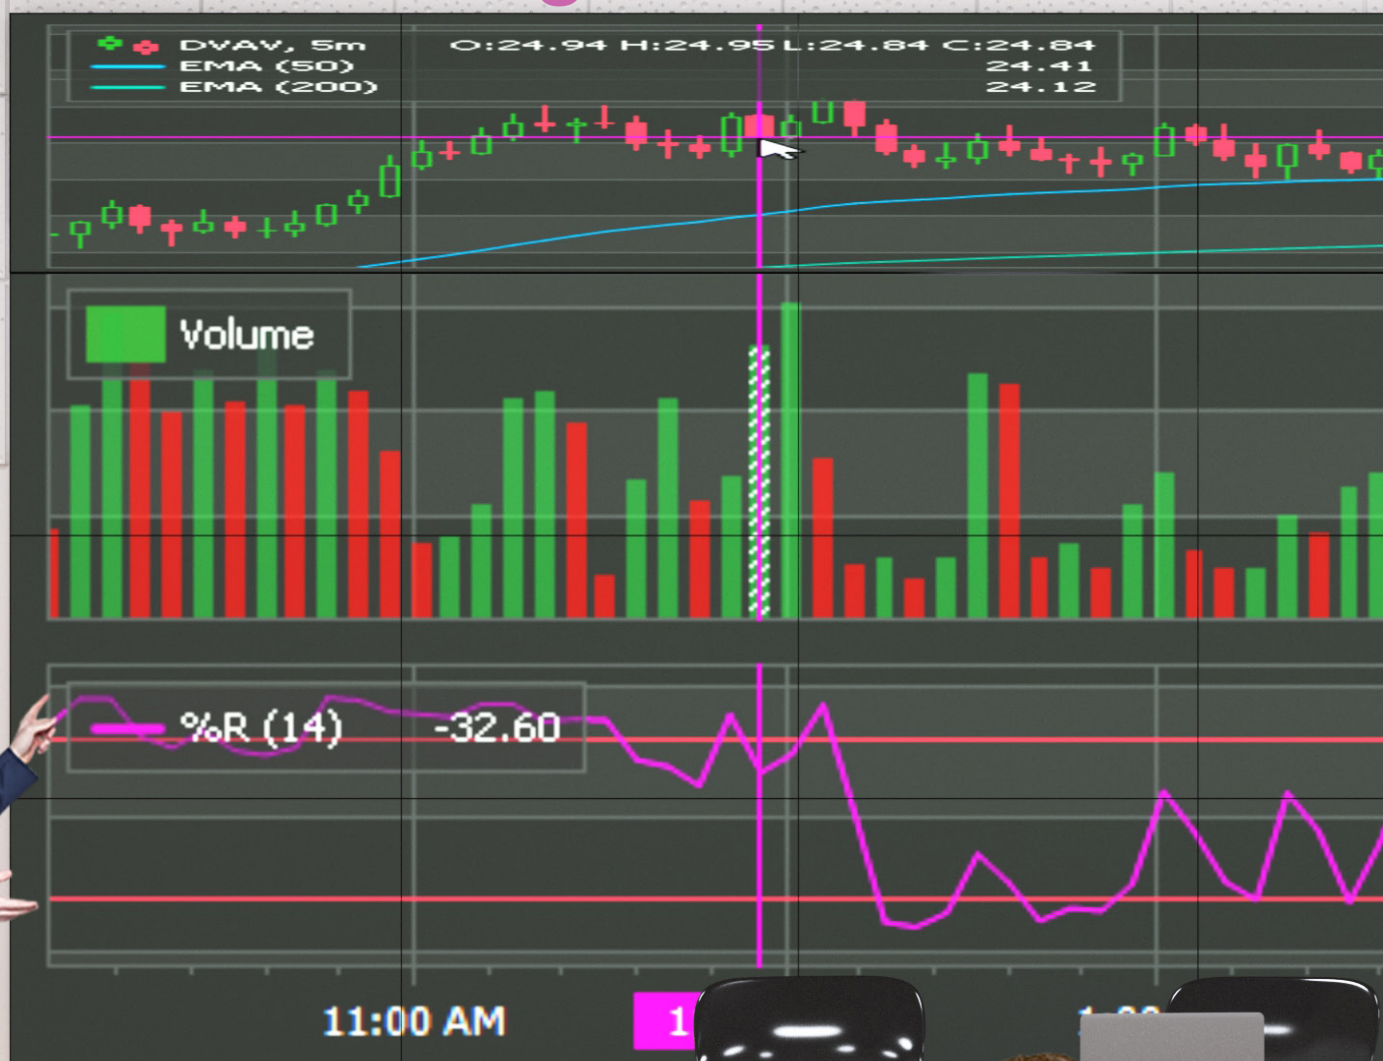 DVAV, 5m O:24.94 H:24.95 L:24.84 C:24.84
EMA (50) 24.41
EMA (200) 24.12
Volume
%R (14) -32.60
11:00 AM